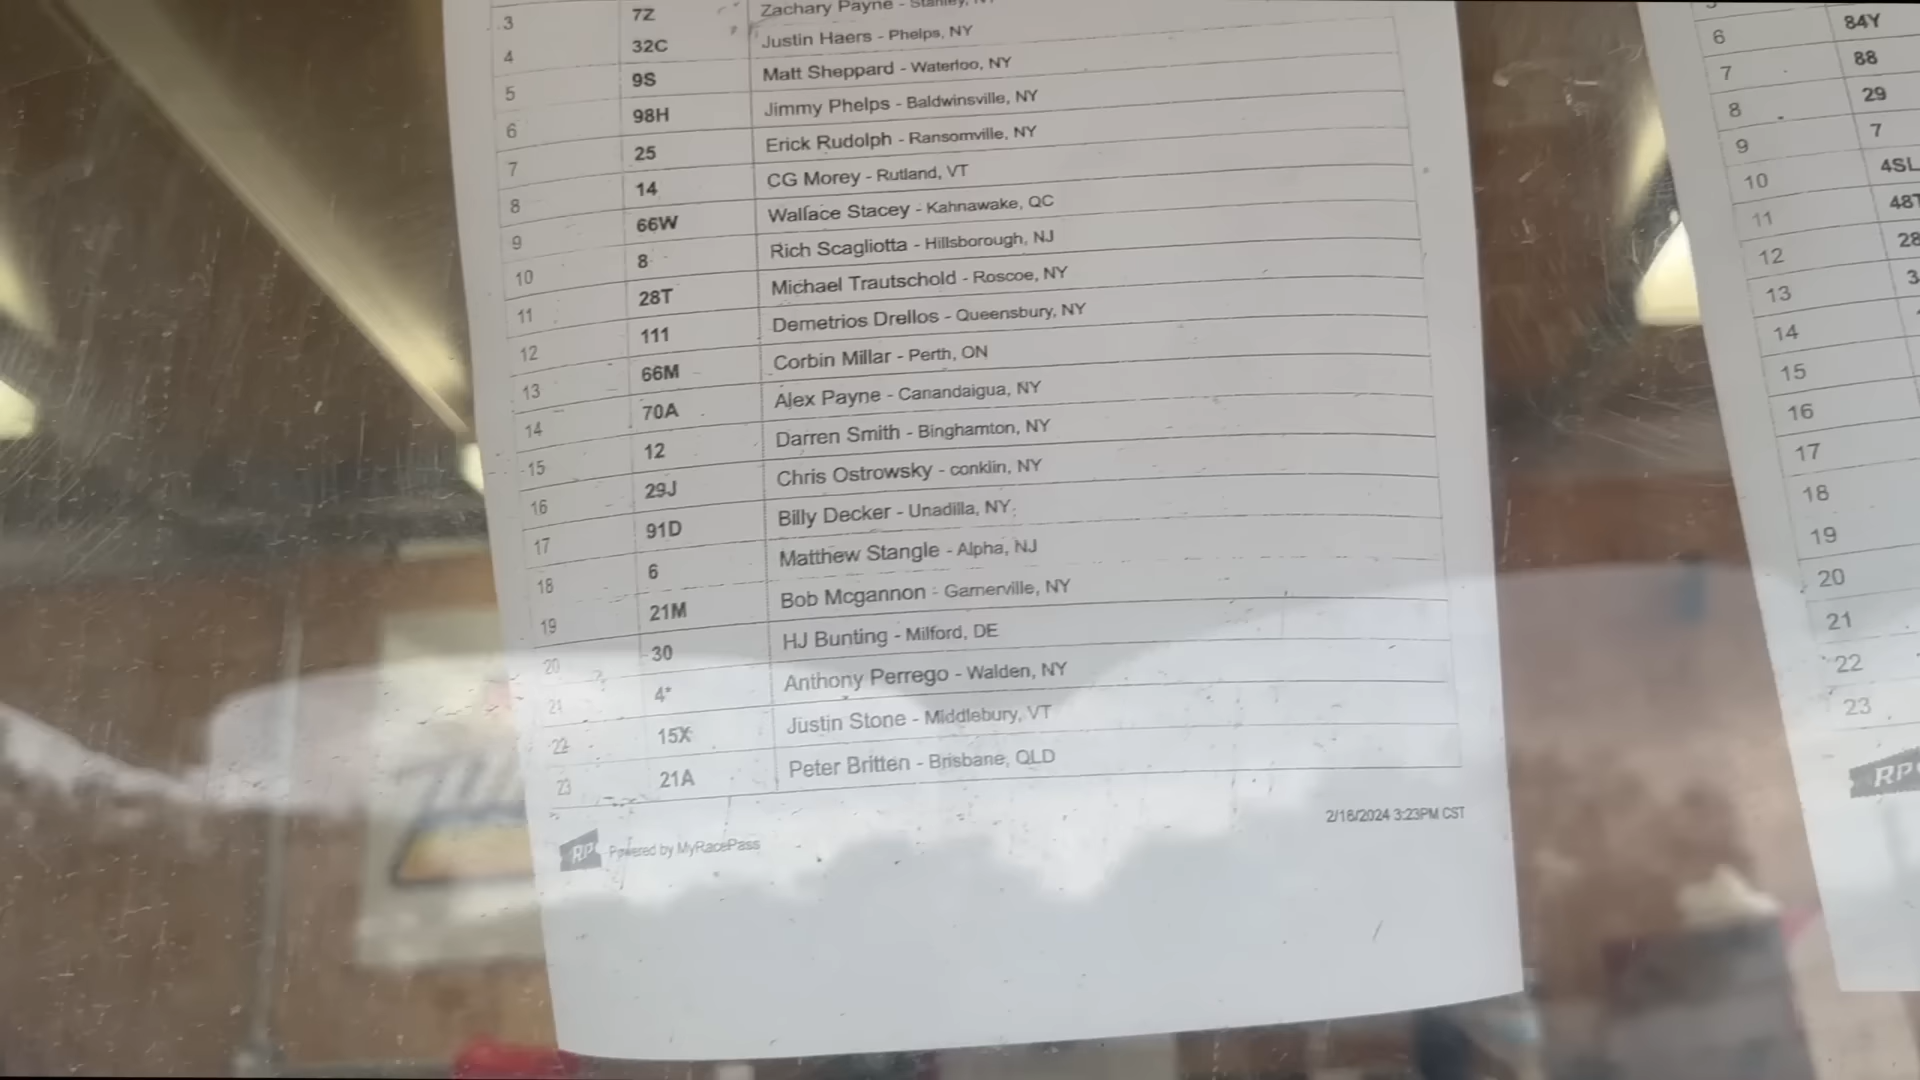 3 7Z Zachary Payne - Stanley,
4 32C Justin Haers - Phelps, NY
5 9S Matt Sheppard - Waterloo, NY
6 98H Jimmy Phelps - Baldwinsville, NY
7 25 Erick Rudolph - Ransomville, NY
8 14 CG Morey - Rutland, VT
9 66W Wallace Stacey - Kahnawake, QC
10 8 Rich Scagliotta - Hillsborough, NJ
11 28T Michael Trautschold - Roscoe, NY
12 111 Demetrios Drellos - Queensbury, NY
13 66M Corbin Millar - Perth, ON
14 70A Alex Payne - Canandaigua, NY
15 12 Darren Smith - Binghamton, NY
16 29J Chris Ostrowsky - conklin, NY
17 91D Billy Decker - Unadilla, NY
18 6 Matthew Stangle - Alpha, NJ
19 21M Bob Mcgannon - Garnerville, NY
20 30 HJ Bunting - Milford, DE
21 4* Anthony Perrego - Walden, NY
22 15X Justin Stone - Middlebury, VT
23 21A Peter Britten - Brisbane, QLD
RP Powered by MyRacePass
2/16/2024 3:23PM CST
6 84Y
7 88
8 29
9 7
10 4SL
11 48T
12 28
13 3
14
15
16
17
18
19
20
21
22
23
RP